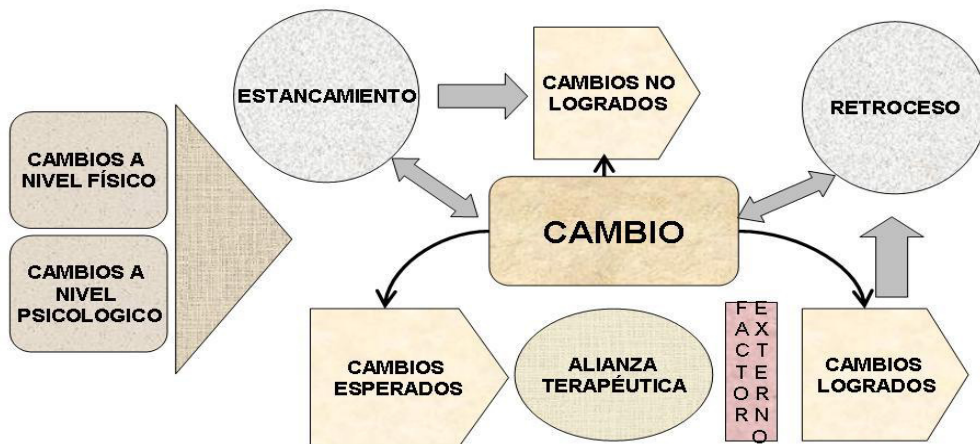 ESTANCAMIENTO
CAMBIOS NO
LOGRADOS
RETROCESO
CAMBIOS A
NIVEL FÍSICO
CAMBIOS A
NIVEL
PSICOLOGICO
CAMBIO
CAMBIOS
ESPERADOS
ALIANZA
TERAPÉUTICA
FACTOR
EXTERNO
CAMBIOS
LOGRADOS